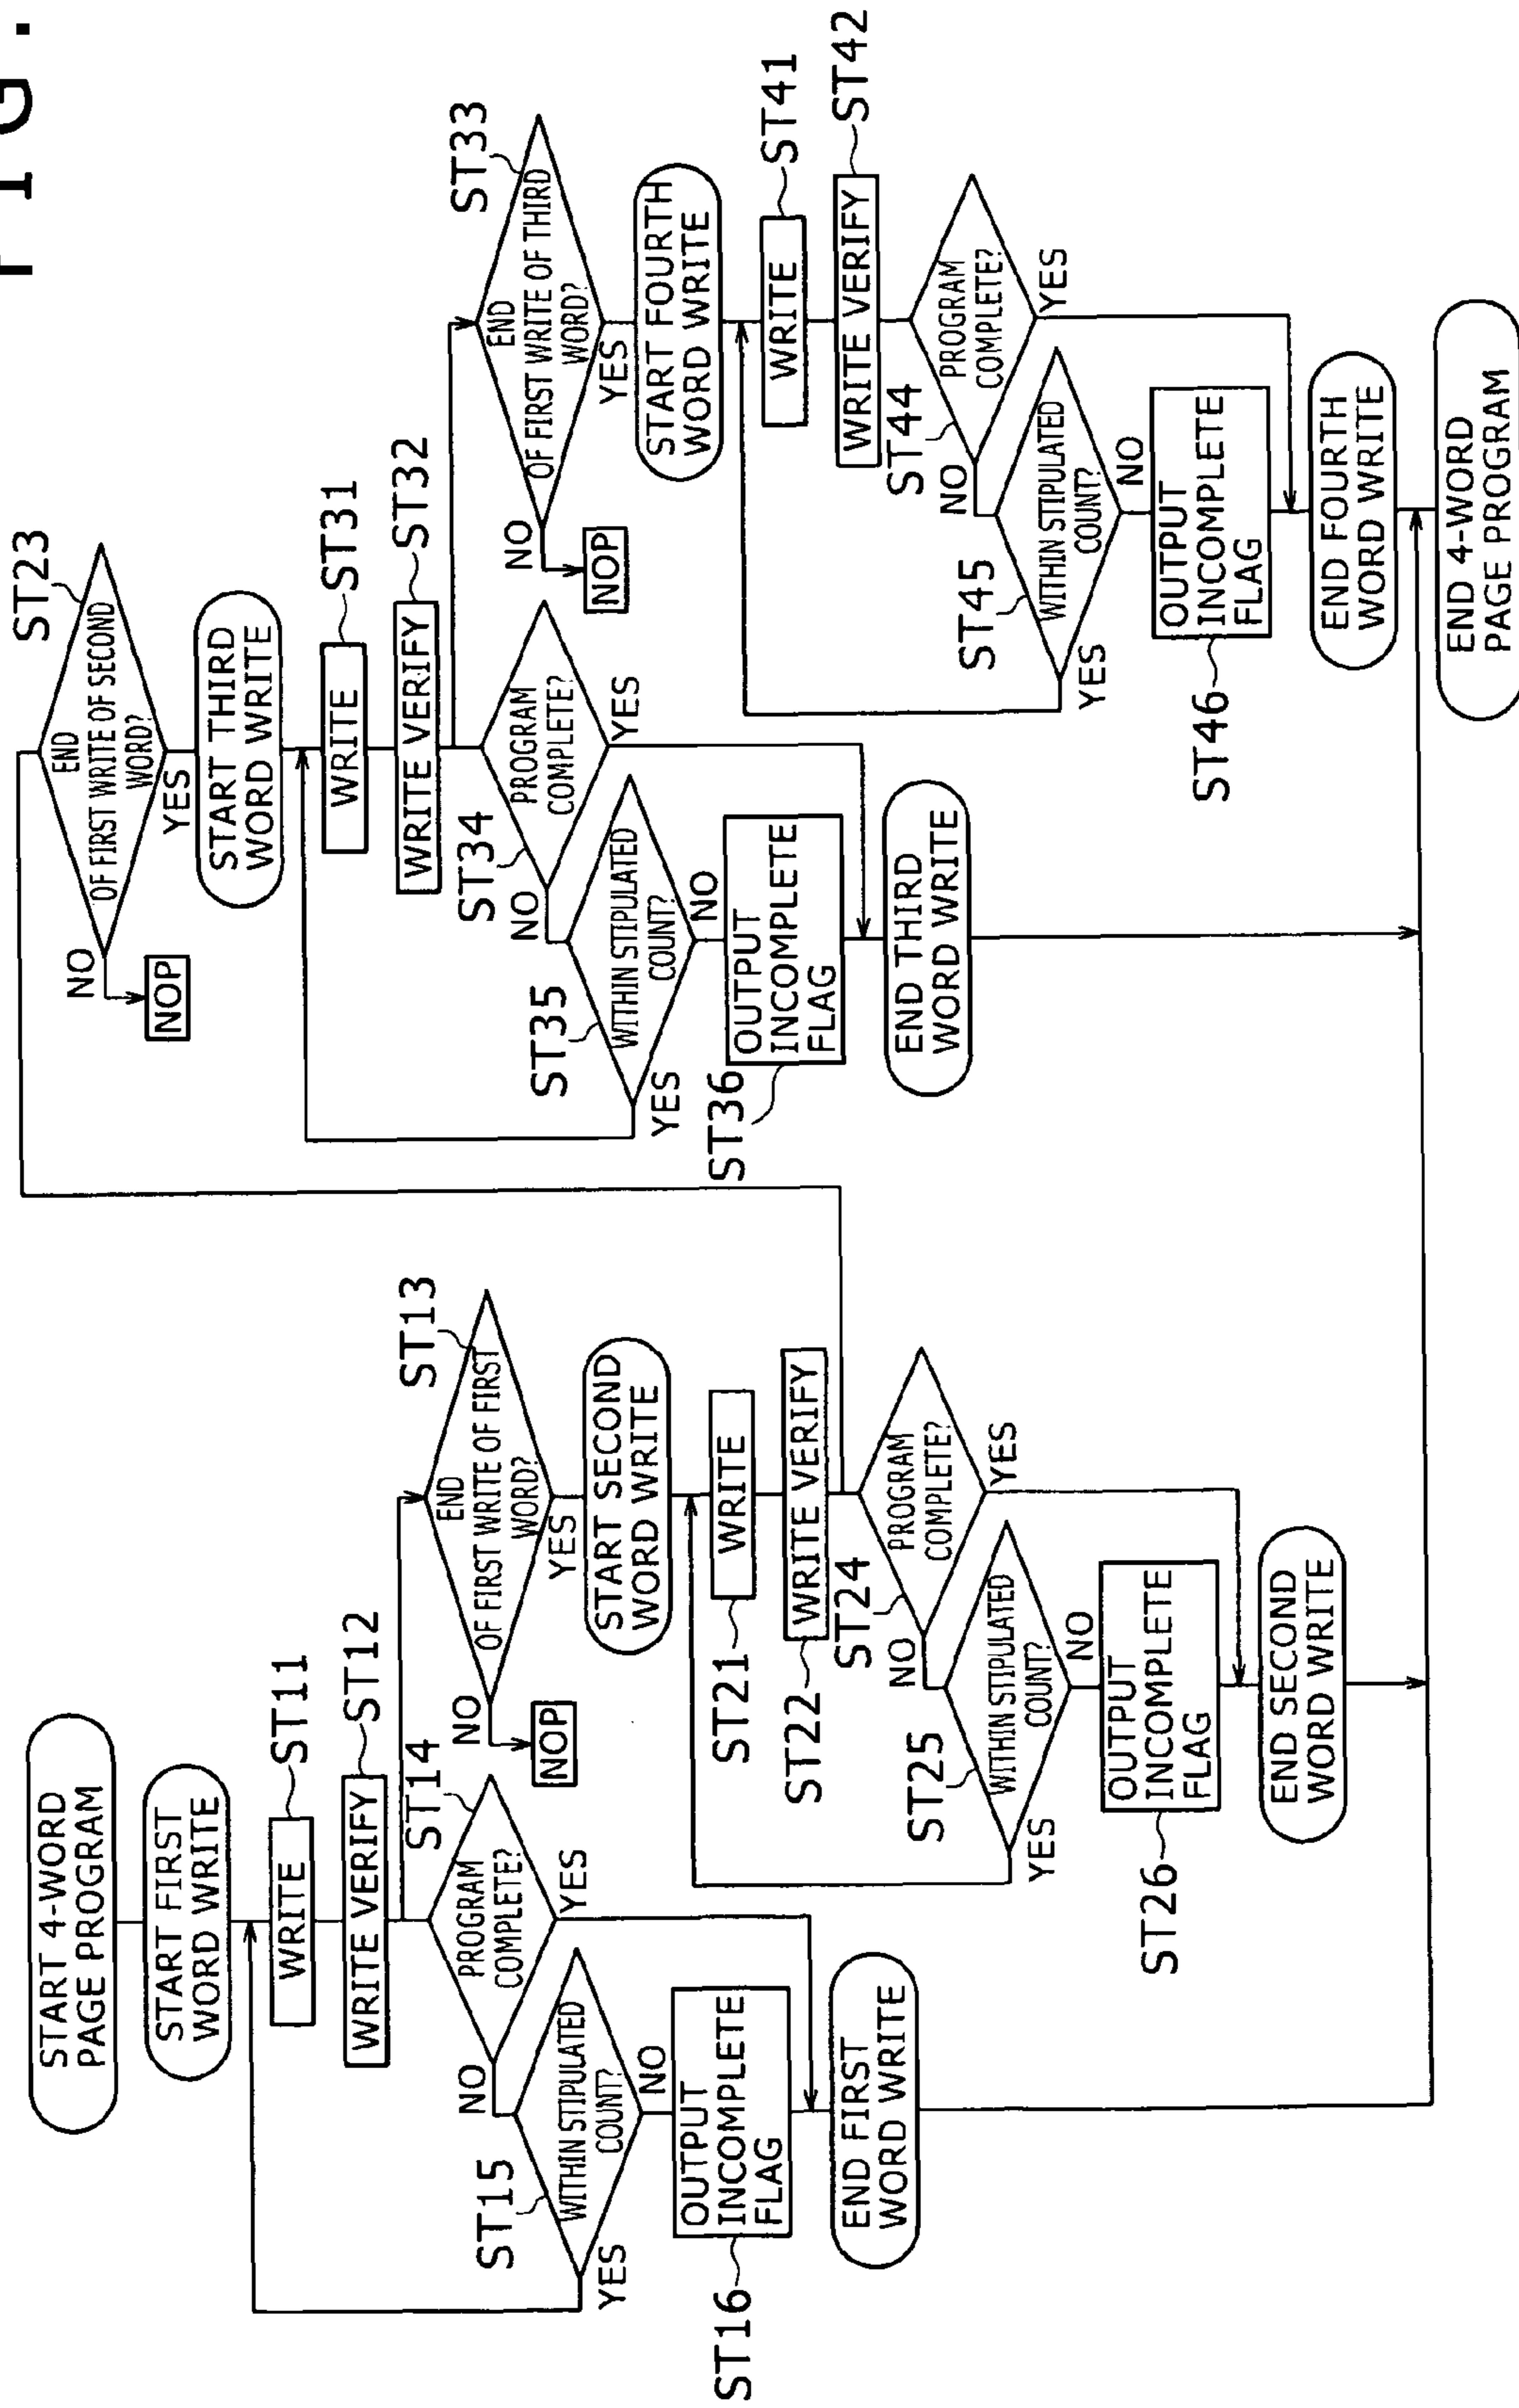 FIG.
START 4-WORD
PAGE PROGRAM
START FIRST
WORD WRITE
WRITE
ST11
WRITE VERIFY
ST12
ST14
PROGRAM
COMPLETE?
NO
YES
ST15
WITHIN STIPULATED
COUNT?
YES
NO
OUTPUT
INCOMPLETE
FLAG
ST16
END FIRST
WORD WRITE
ST13
END
OF FIRST WRITE OF FIRST
WORD?
NO
NOP
YES
START SECOND
WORD WRITE
WRITE
ST21
WRITE VERIFY
ST22
ST24
PROGRAM
COMPLETE?
NO
YES
ST25
WITHIN STIPULATED
COUNT?
YES
NO
OUTPUT
INCOMPLETE
FLAG
ST26
END SECOND
WORD WRITE
ST23
END
OF FIRST WRITE OF SECOND
WORD?
NO
NOP
YES
START THIRD
WORD WRITE
WRITE
ST31
WRITE VERIFY
ST32
ST34
PROGRAM
COMPLETE?
NO
YES
ST35
WITHIN STIPULATED
COUNT?
YES
NO
OUTPUT
INCOMPLETE
FLAG
ST36
END THIRD
WORD WRITE
ST33
END
OF FIRST WRITE OF THIRD
WORD?
NO
NOP
YES
START FOURTH
WORD WRITE
WRITE
ST41
WRITE VERIFY
ST42
ST44
PROGRAM
COMPLETE?
NO
YES
ST45
WITHIN STIPULATED
COUNT?
YES
NO
OUTPUT
INCOMPLETE
FLAG
ST46
END FOURTH
WORD WRITE
END 4-WORD
PAGE PROGRAM